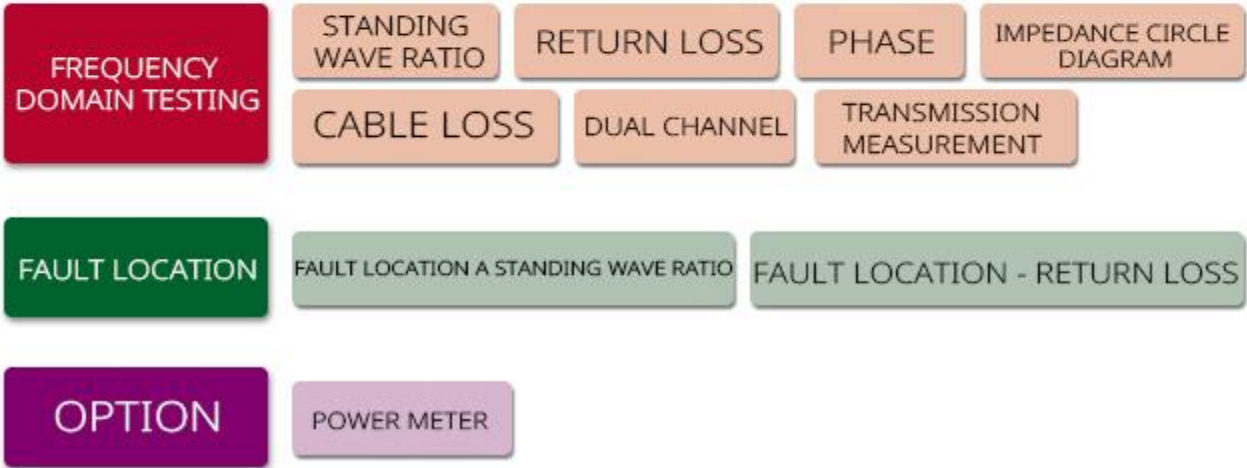 FREQUENCY
DOMAIN TESTING
STANDING
WAVE RATIO
RETURN LOSS
PHASE
IMPEDANCE CIRCLE
DIAGRAM
CABLE LOSS
DUAL CHANNEL
TRANSMISSION
MEASUREMENT
FAULT LOCATION
FAULT LOCATION A STANDING WAVE RATIO
FAULT LOCATION - RETURN LOSS
OPTION
POWER METER